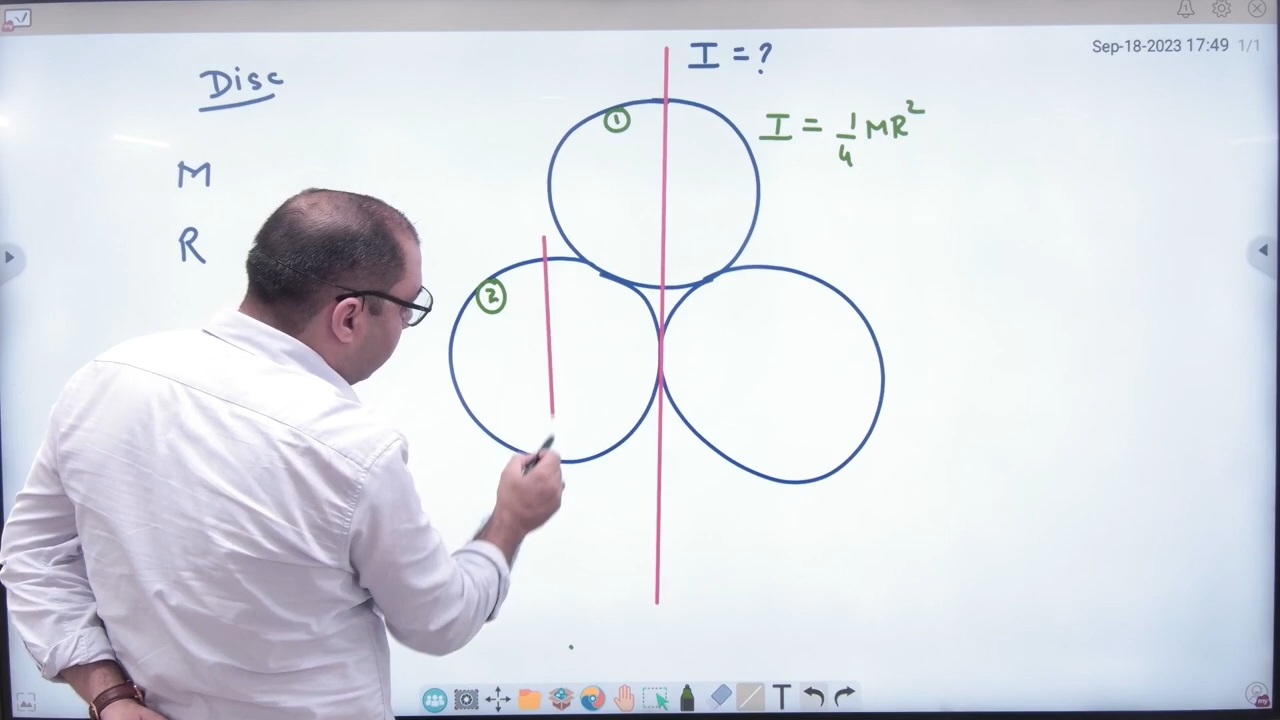 Sep-18-2023 17:49 1/1
I = ?
Disc
①
I = 1/4 MR²
M
R
②
T